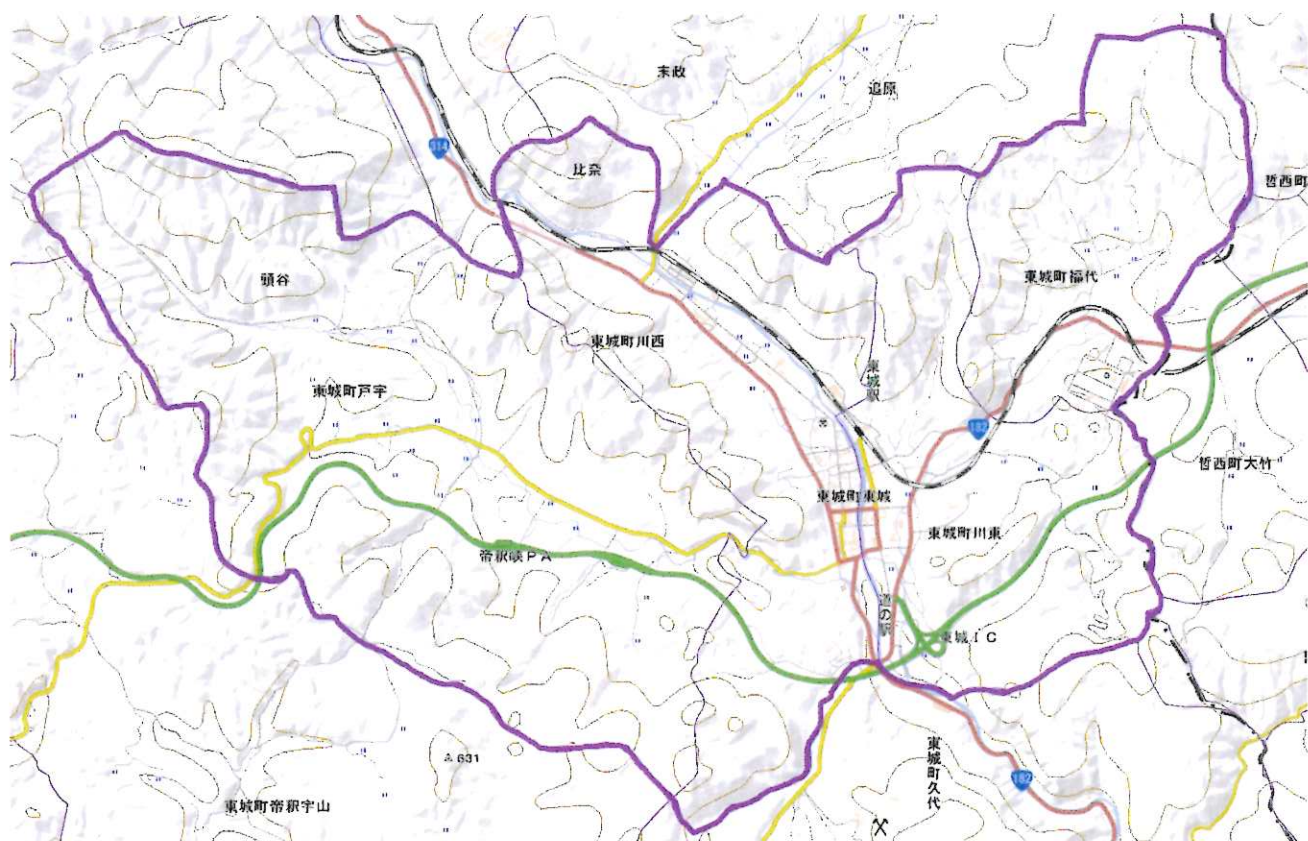 末政
追原
314
比奈
哲西町
頭谷
東城町福代
東城町川西
東城駅
東城町戸宇
182
哲西町大竹
東城町東城
東城町川東
帝釈峡PA
道の駅
東城IC
631
東城町久代
182
東城町帝釈宇山